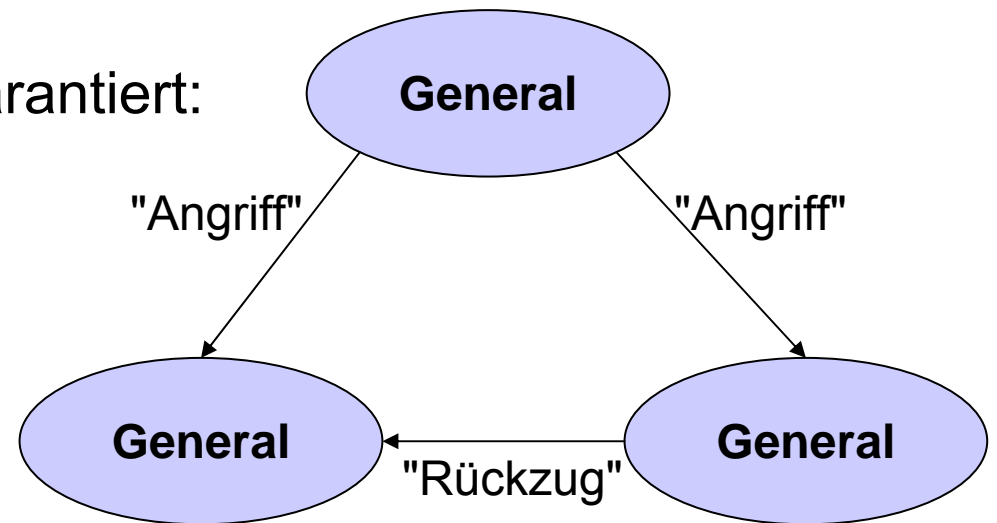 arantiert:
General
"Angriff"
"Angriff"
General
General
"Rückzug"